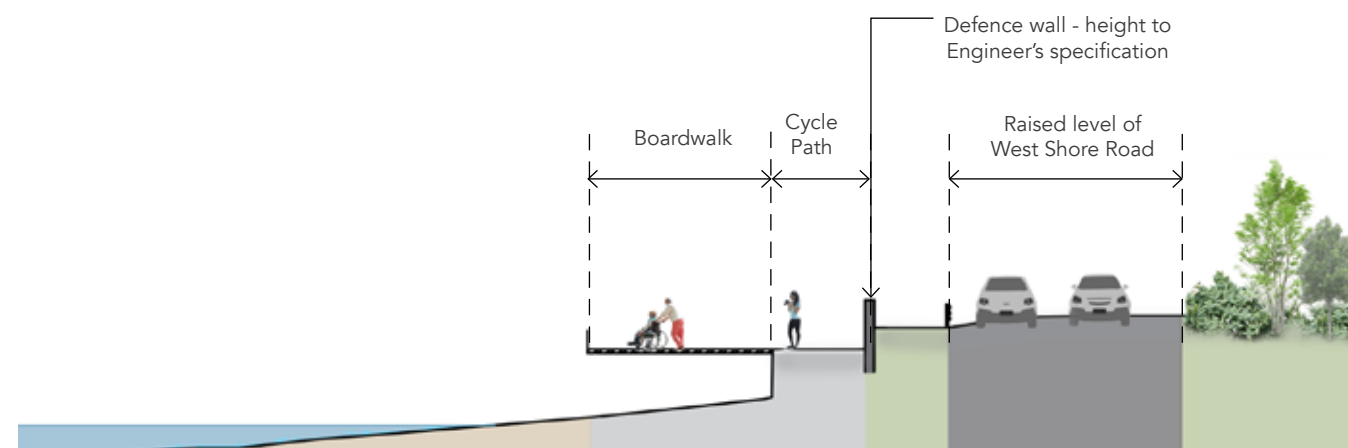 Defence wall - height to
Engineer's specification
Boardwalk
Cycle
Path
Raised level of
West Shore Road